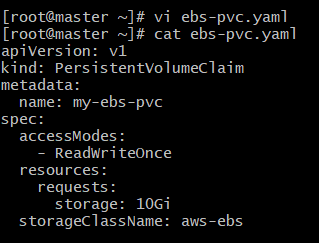 [root@master ~]# vi ebs-pvc.yaml
[root@master ~]# cat ebs-pvc.yaml
apiVersion: v1
kind: PersistentVolumeClaim
metadata:
  name: my-ebs-pvc
spec:
  accessModes:
    - ReadWriteOnce
  resources:
    requests:
      storage: 10Gi
  storageClassName: aws-ebs